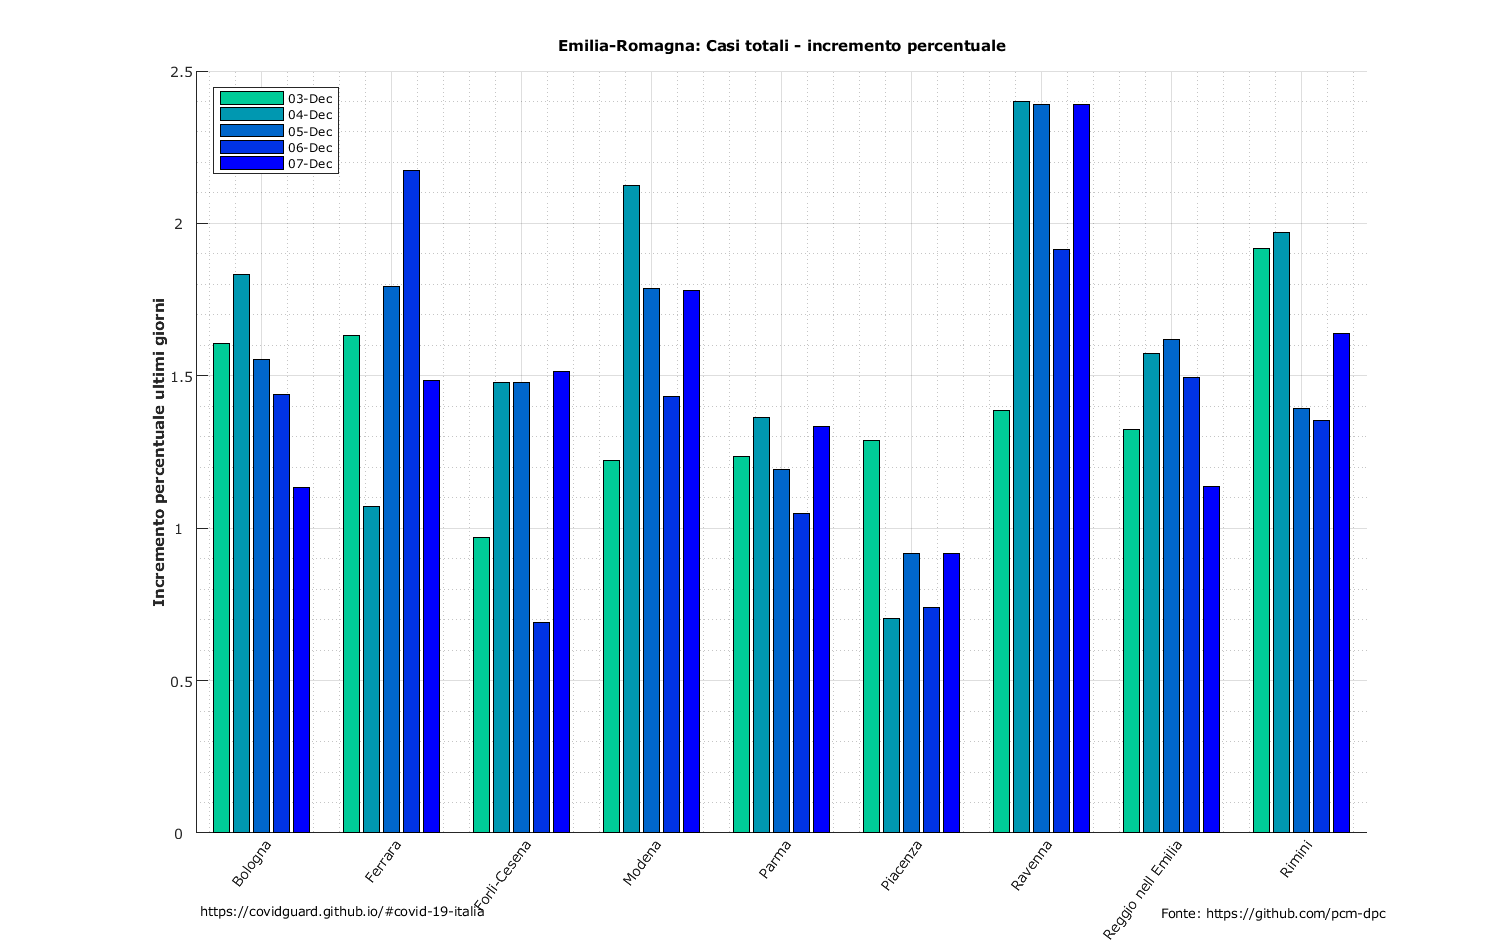 Emilia-Romagna: Casi totali - incremento percentuale
Incremento percentuale ultimi giorni
2.5
2
1.5
1
0.5
0
03-Dec
04-Dec
05-Dec
06-Dec
07-Dec
Bologna
Ferrara
Forlì-Cesena
Modena
Parma
Piacenza
Ravenna
Reggio nell Emilia
Rimini
https://covidguard.github.io/#covid-19-italia
Fonte: https://github.com/pcm-dpc